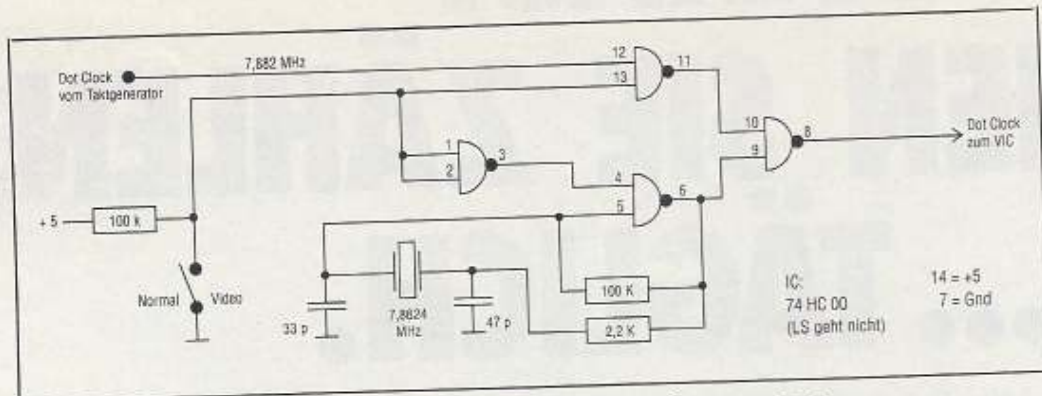 7,882 MHz
Dot Clock
vom Taktgenerator
12
13
11
10
9
8
Dot Clock
zum VIC
1
2
3
4
5
6
+ 5
100 k
Normal
Video
33 p
7,8824
MHz
47 p
100 K
2,2 K
IC:
74 HC 00
(LS geht nicht)
14 = +5
7 = Gnd